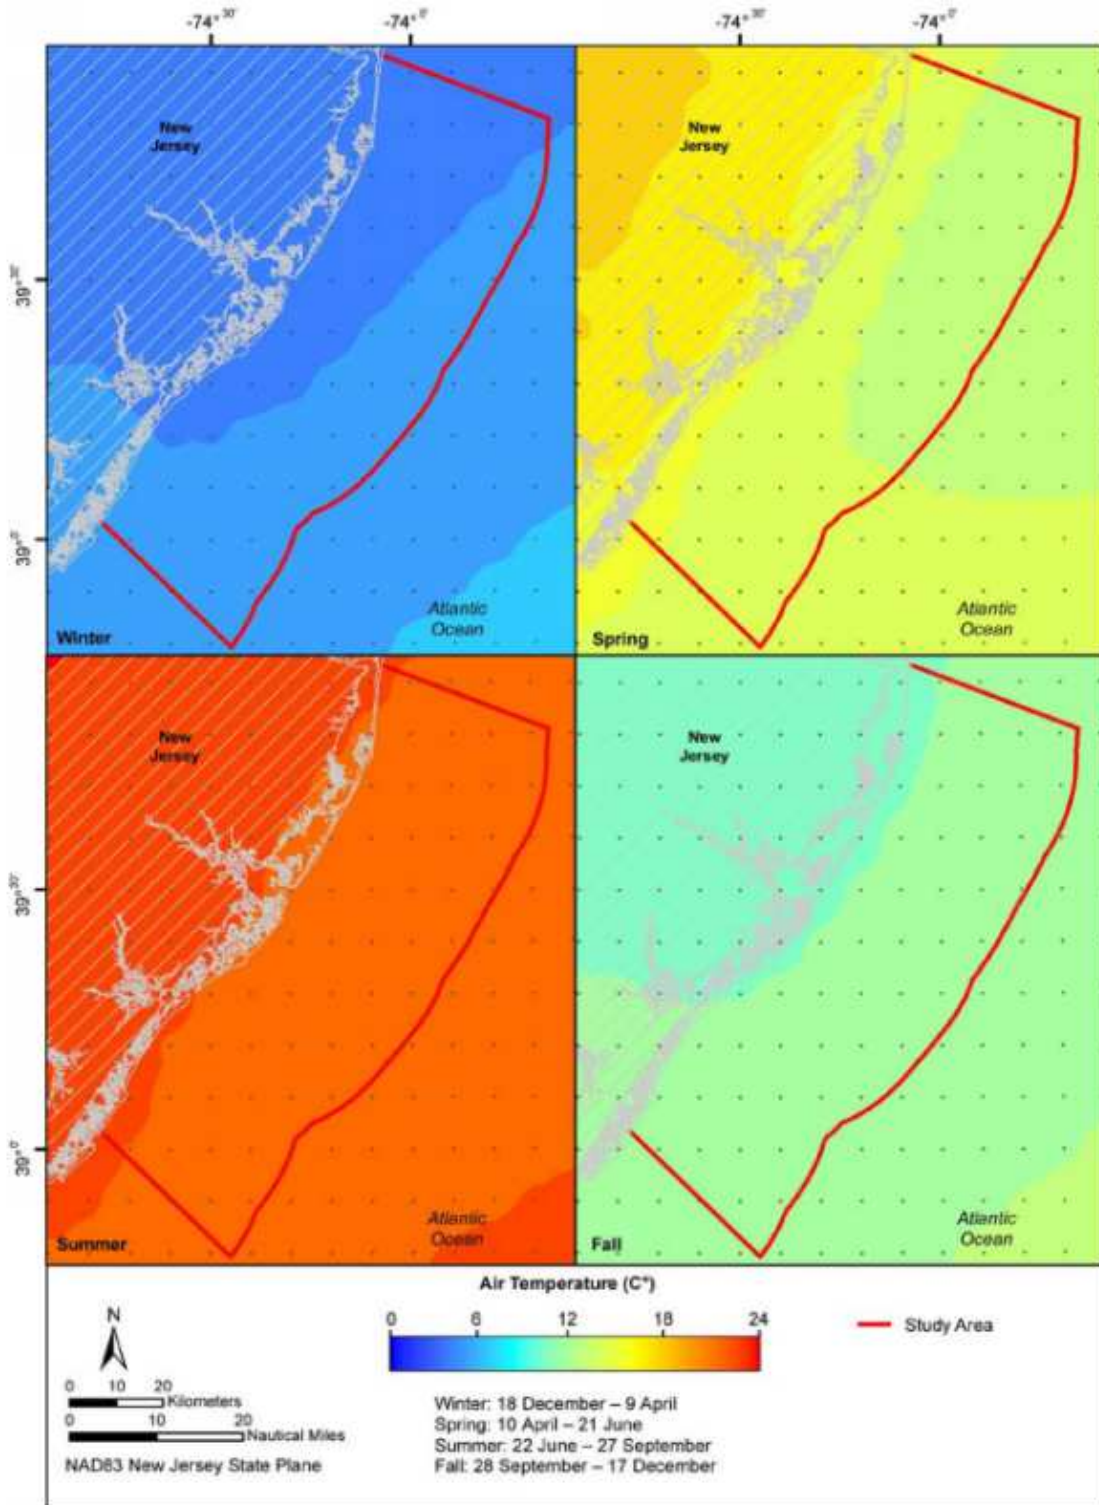 -74°30'
-74°0'
-74°30'
-74°0'
39°30'
39°0'
New
Jersey
Atlantic
Ocean
Winter
New
Jersey
Atlantic
Ocean
Spring
39°30'
39°0'
New
Jersey
Atlantic
Ocean
Summer
New
Jersey
Atlantic
Ocean
Fall
Air Temperature (C°)
0 6 12 18 24
Study Area
N
0 10 20
Kilometers
0 10 20
Nautical Miles
NAD83 New Jersey State Plane
Winter: 18 December – 9 April
Spring: 10 April – 21 June
Summer: 22 June – 27 September
Fall: 28 September – 17 December